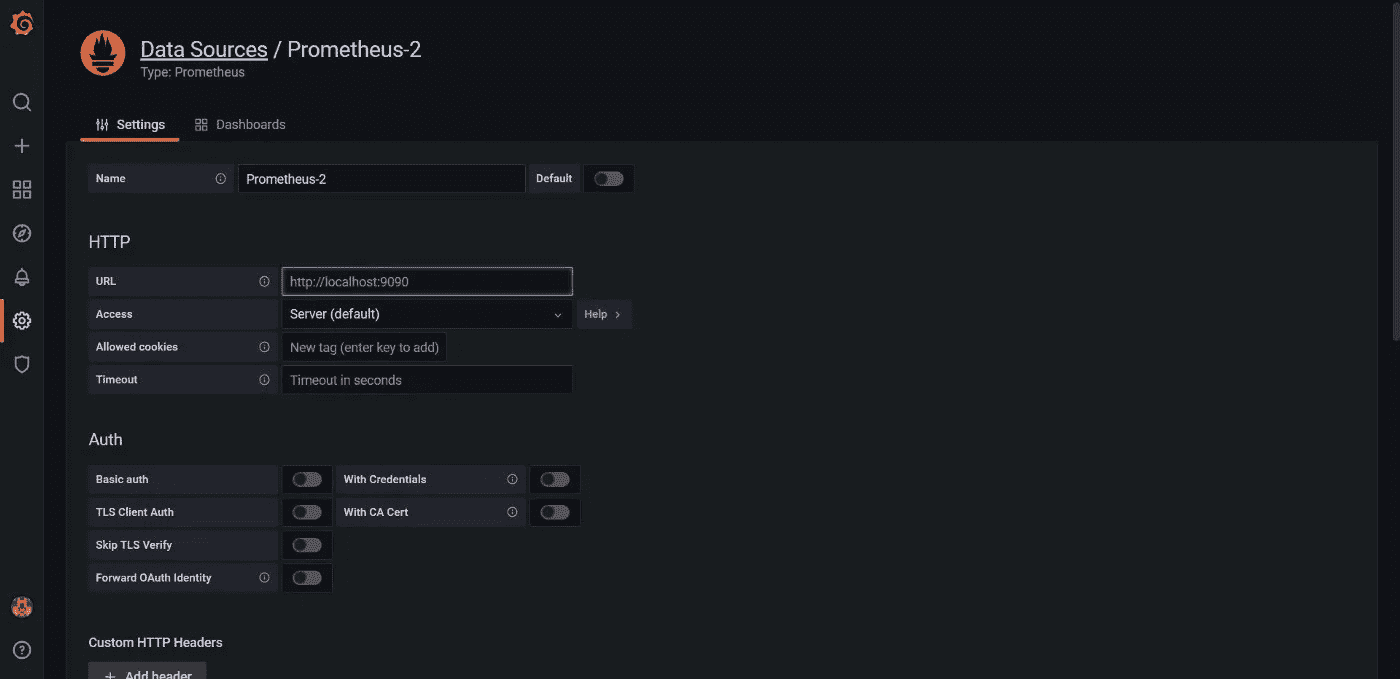 Data Sources / Prometheus-2
Type: Prometheus
Settings Dashboards
Name Prometheus-2 Default
HTTP
URL http://localhost:9090
Access Server (default) Help
Allowed cookies New tag (enter key to add)
Timeout Timeout in seconds
Auth
Basic auth With Credentials
TLS Client Auth With CA Cert
Skip TLS Verify
Forward OAuth Identity
Custom HTTP Headers
+ Add header